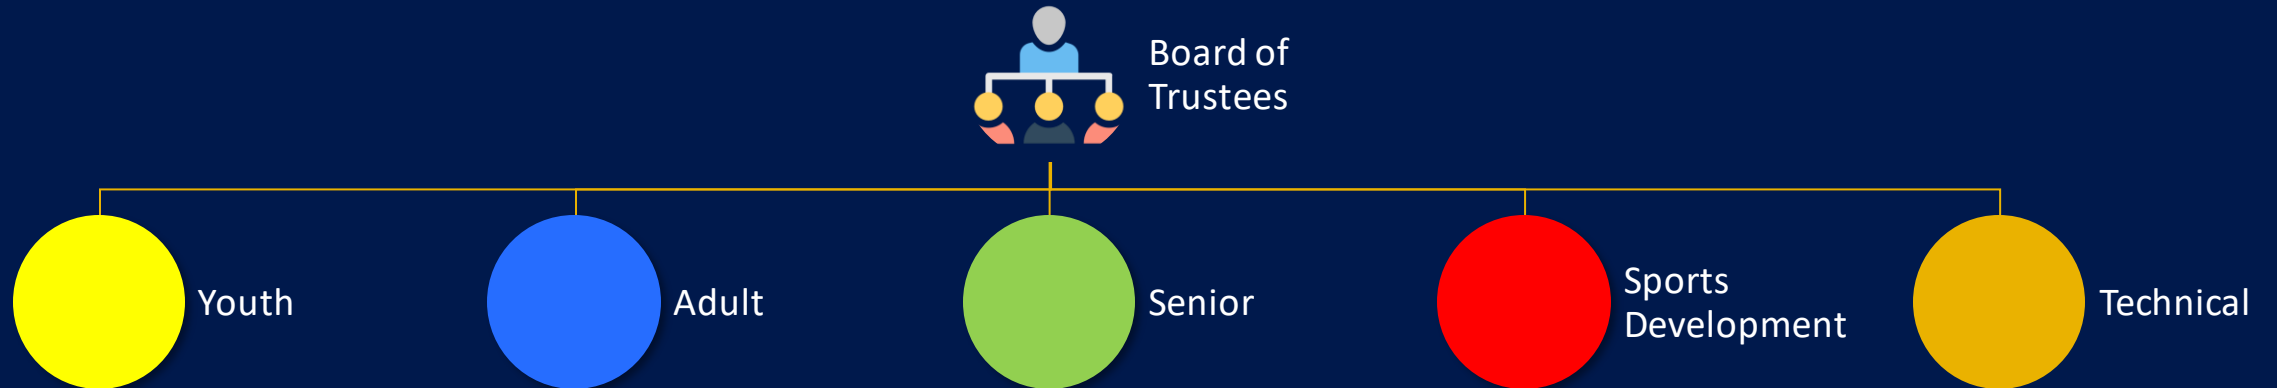 Board of
Trustees
Youth
Adult
Senior
Sports
Development
Technical